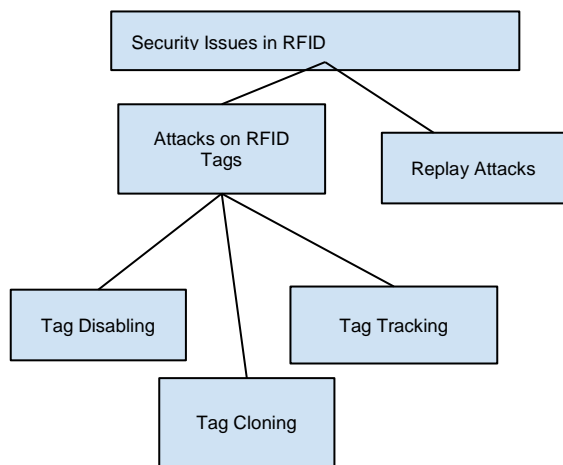 Security Issues in RFID
Attacks on RFID
Tags
Replay Attacks
Tag Disabling
Tag Tracking
Tag Cloning